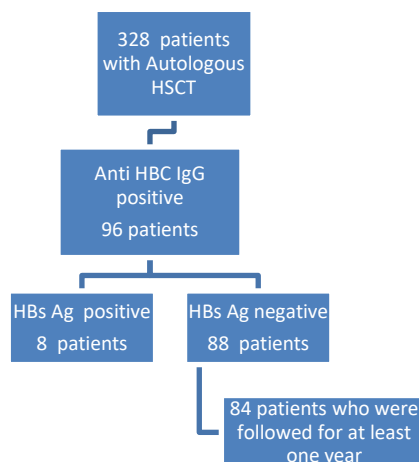 328 patients
with Autologous
HSCT
Anti HBC IgG
positive
96 patients
HBs Ag positive
8 patients
HBs Ag negative
88 patients
84 patients who were
followed for at least
one year